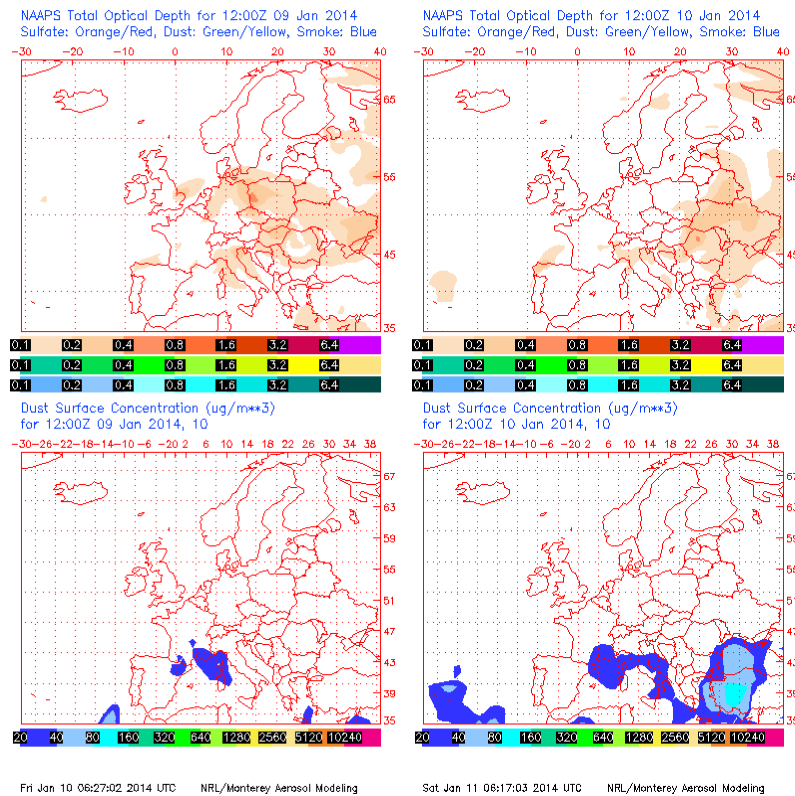 NAAPS Total Optical Depth for 12:00Z 09 Jan 2014
Sulfate: Orange/Red, Dust: Green/Yellow, Smoke: Blue
-30 -20 -10 0 10 20 30 40
65
55
45
35
0.1 0.2 0.4 0.8 1.6 3.2 6.4
0.1 0.2 0.4 0.8 1.6 3.2 6.4
0.1 0.2 0.4 0.8 1.6 3.2 6.4
NAAPS Total Optical Depth for 12:00Z 10 Jan 2014
Sulfate: Orange/Red, Dust: Green/Yellow, Smoke: Blue
-30 -20 -10 0 10 20 30 40
65
55
45
35
0.1 0.2 0.4 0.8 1.6 3.2 6.4
0.1 0.2 0.4 0.8 1.6 3.2 6.4
0.1 0.2 0.4 0.8 1.6 3.2 6.4
Dust Surface Concentration (ug/m**3)
for 12:00Z 09 Jan 2014, 10
-30-26-22-18-14-10-6 -20 2 6 10 14 18 22 26 30 34 38
67
63
59
55
51
47
43
39
35
20 40 80 160 320 640 1280 2560 5120 10240
Dust Surface Concentration (ug/m**3)
for 12:00Z 10 Jan 2014, 10
-30-26-22-18-14-10-6 -20 2 6 10 14 18 22 26 30 34 38
67
63
59
55
51
47
43
39
35
20 40 80 160 320 640 1280 2560 5120 10240
Fri Jan 10 06:27:02 2014 UTC NRL/Monterey Aerosol Modeling
Sat Jan 11 06:17:03 2014 UTC NRL/Monterey Aerosol Modeling